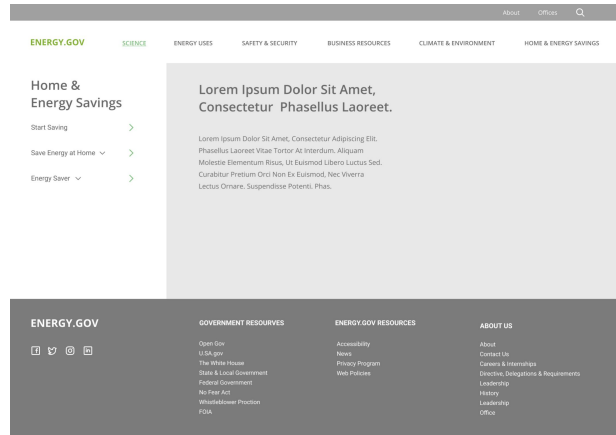 About Offices
ENERGY.GOV SCIENCE ENERGY USES SAFETY & SECURITY BUSINESS RESOURCES CLIMATE & ENVIRONMENT HOME & ENERGY SAVINGS
Home &
Energy Savings
Start Saving
Save Energy at Home
Energy Saver
Lorem Ipsum Dolor Sit Amet,
Consectetur Phasellus Laoreet.
Lorem Ipsum Dolor Sit Amet, Consectetur Adipiscing Elit.
Phasellus Laoreet Vitae Tortor At Interdum. Aliquam
Molestie Elementum Risus, Ut Euismod Libero Luctus Sed.
Curabitur Pretium Orci Non Ex Euismod, Nec Viverra
Lectus Ornare. Suspendisse Potenti. Phas.
ENERGY.GOV
GOVERNMENT RESOURVES
Open Gov
U.SA.gov
The White House
State & Local Government
Federal Government
No Fear Act
Whistleblower Proction
FOIA
ENERGY.GOV RESOURCES
Accessibility
News
Privacy Program
Web Policies
ABOUT US
About
Contact Us
Careers & Internships
Directive, Delegations & Requirements
Leadership
History
Leadership
Office